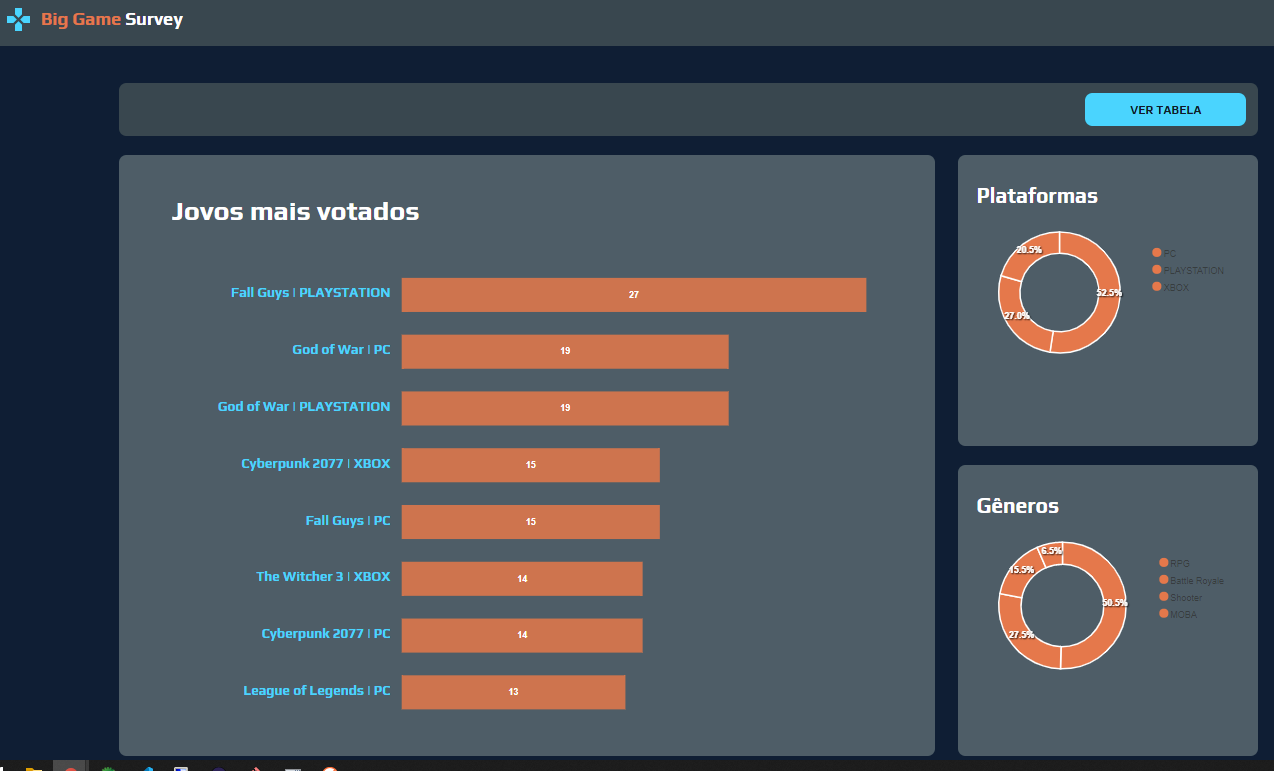 Big Game Survey
VER TABELA
Jovos mais votados
Fall Guys | PLAYSTATION 27
God of War | PC 19
God of War | PLAYSTATION 19
Cyberpunk 2077 | XBOX 15
Fall Guys | PC 15
The Witcher 3 | XBOX 14
Cyberpunk 2077 | PC 14
League of Legends | PC 13
Plataformas
20.5%
52.5%
27.0%
PC
PLAYSTATION
XBOX
Gêneros
6.5%
15.5%
50.5%
27.5%
RPG
Battle Royale
Shooter
MOBA